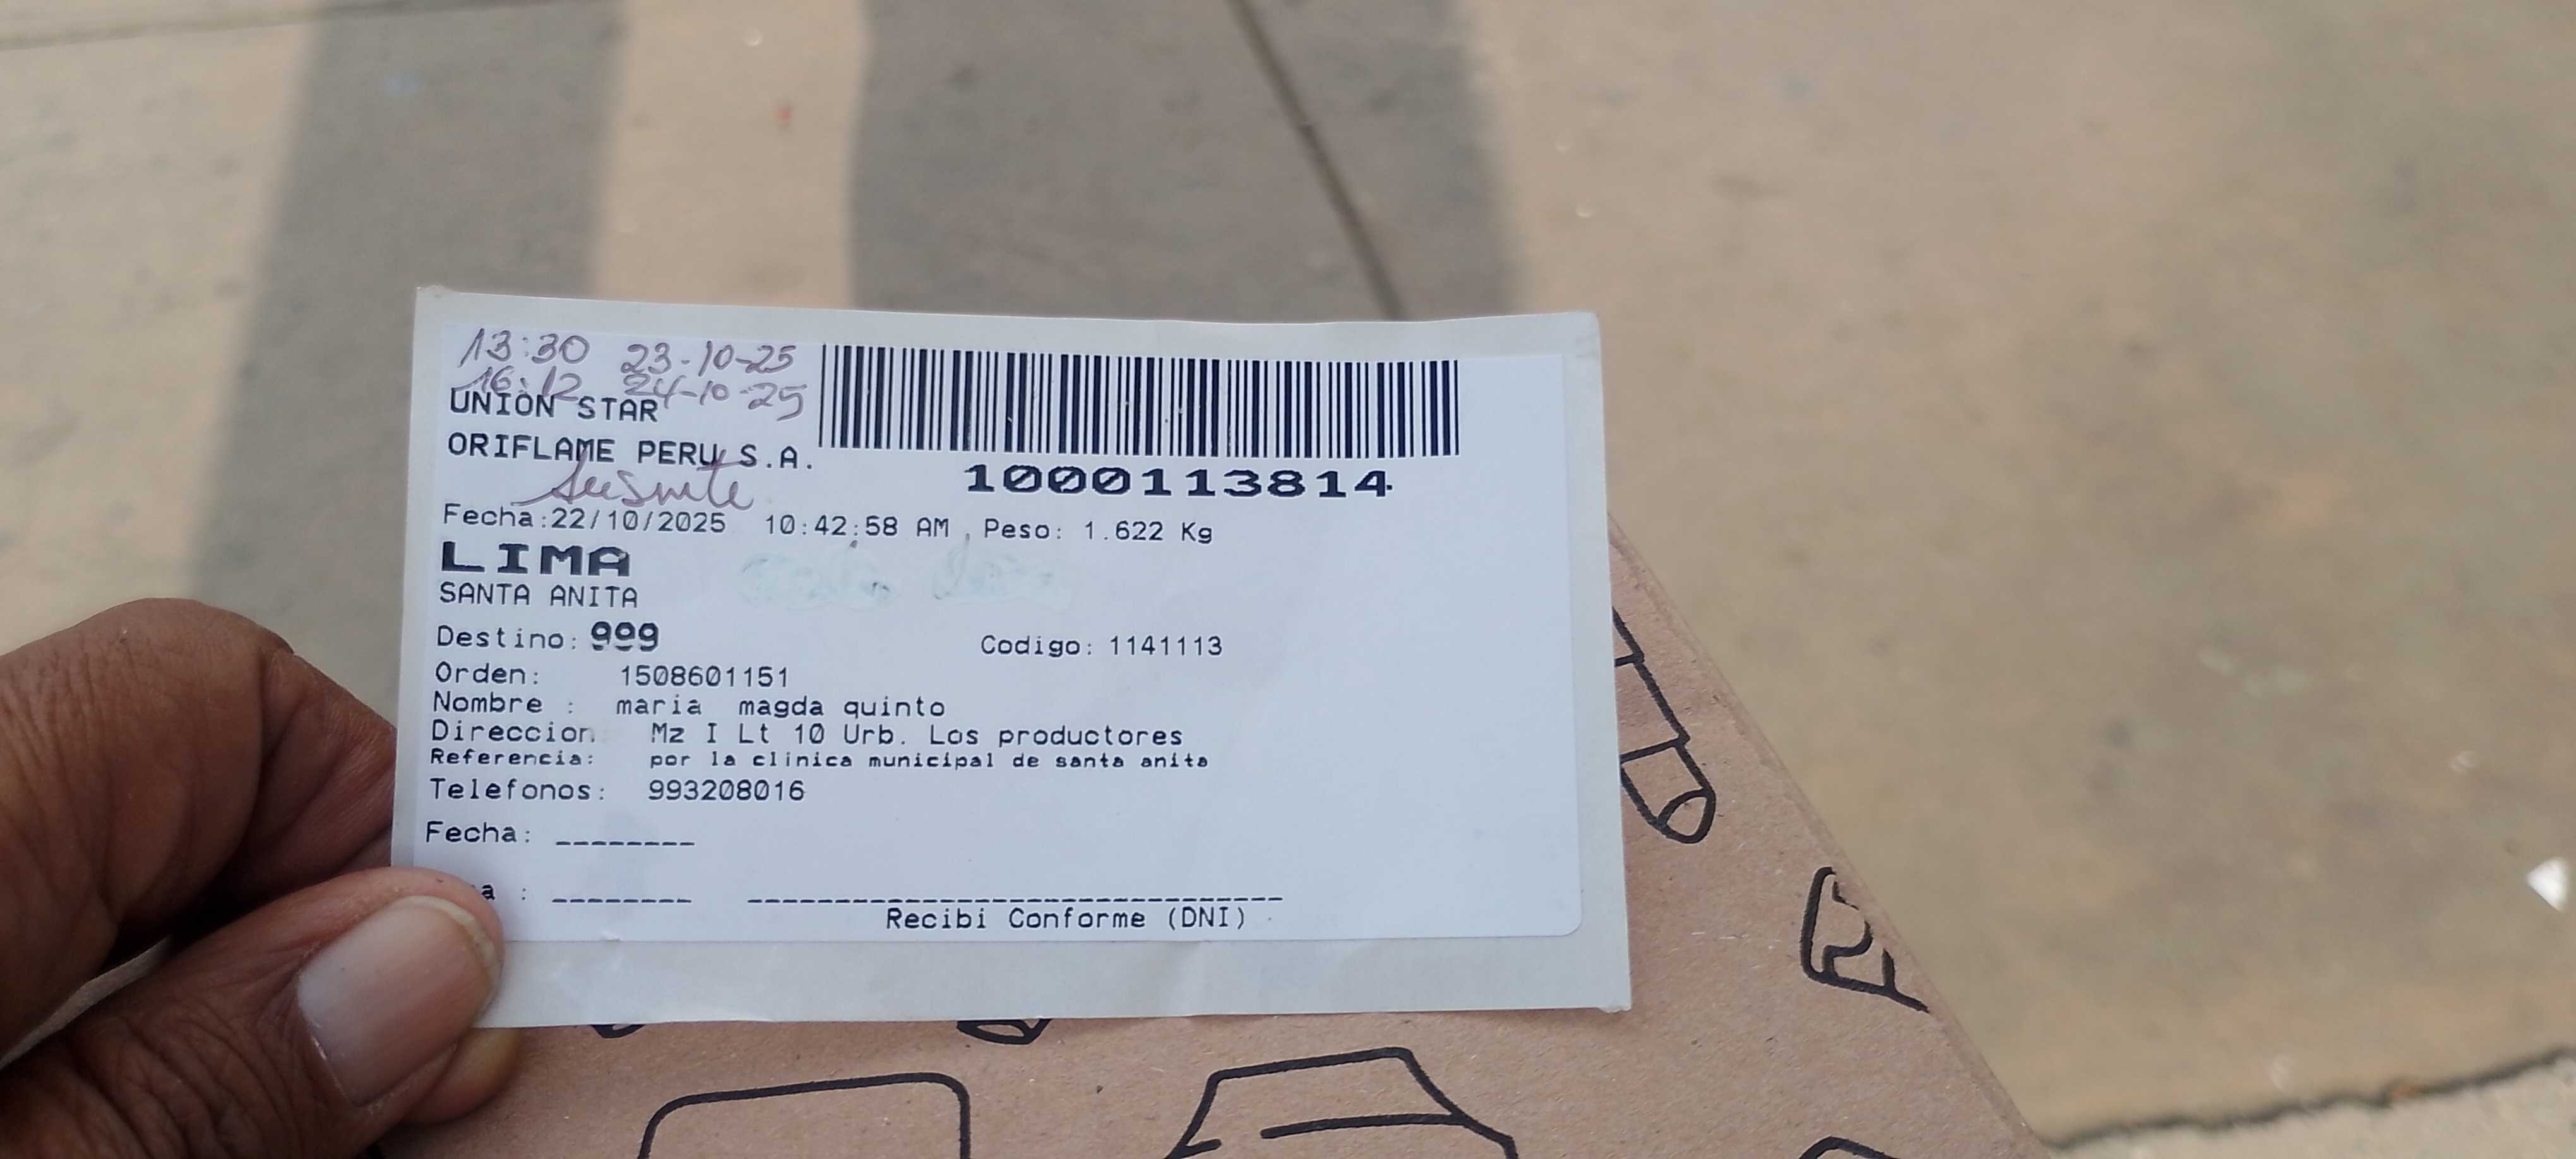 13:30 23-10-25
16:12 24-10-25
UNION STAR
ORIFLAME PERU S.A.
Ausente
1000113814
Fecha:22/10/2025 10:42:58 AM Peso: 1.622 Kg
LIMA
SANTA ANITA
Destino: 999 Codigo: 1141113
Orden: 1508601151
Nombre : maria magda quinto
Direccion Mz I Lt 10 Urb. Los productores
Referencia: por la clinica municipal de santa anita
Telefonos: 993208016
Fecha: ________
a : ________
Recibi Conforme (DNI)